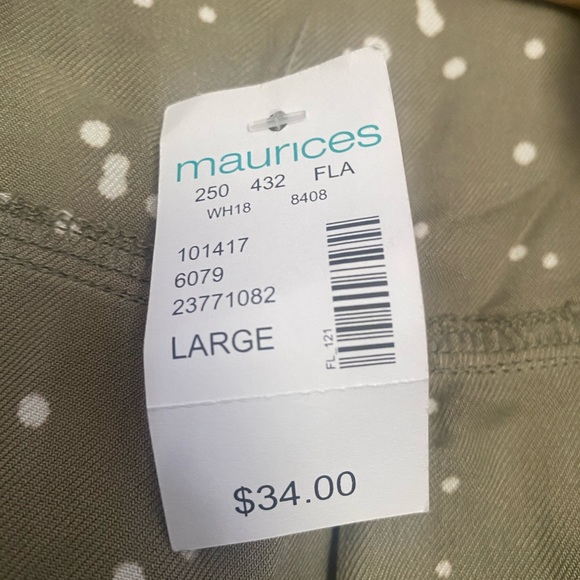 maurices
250 432 FLA
WH18 8408
101417
6079
23771082
LARGE
FL 121
$34.00